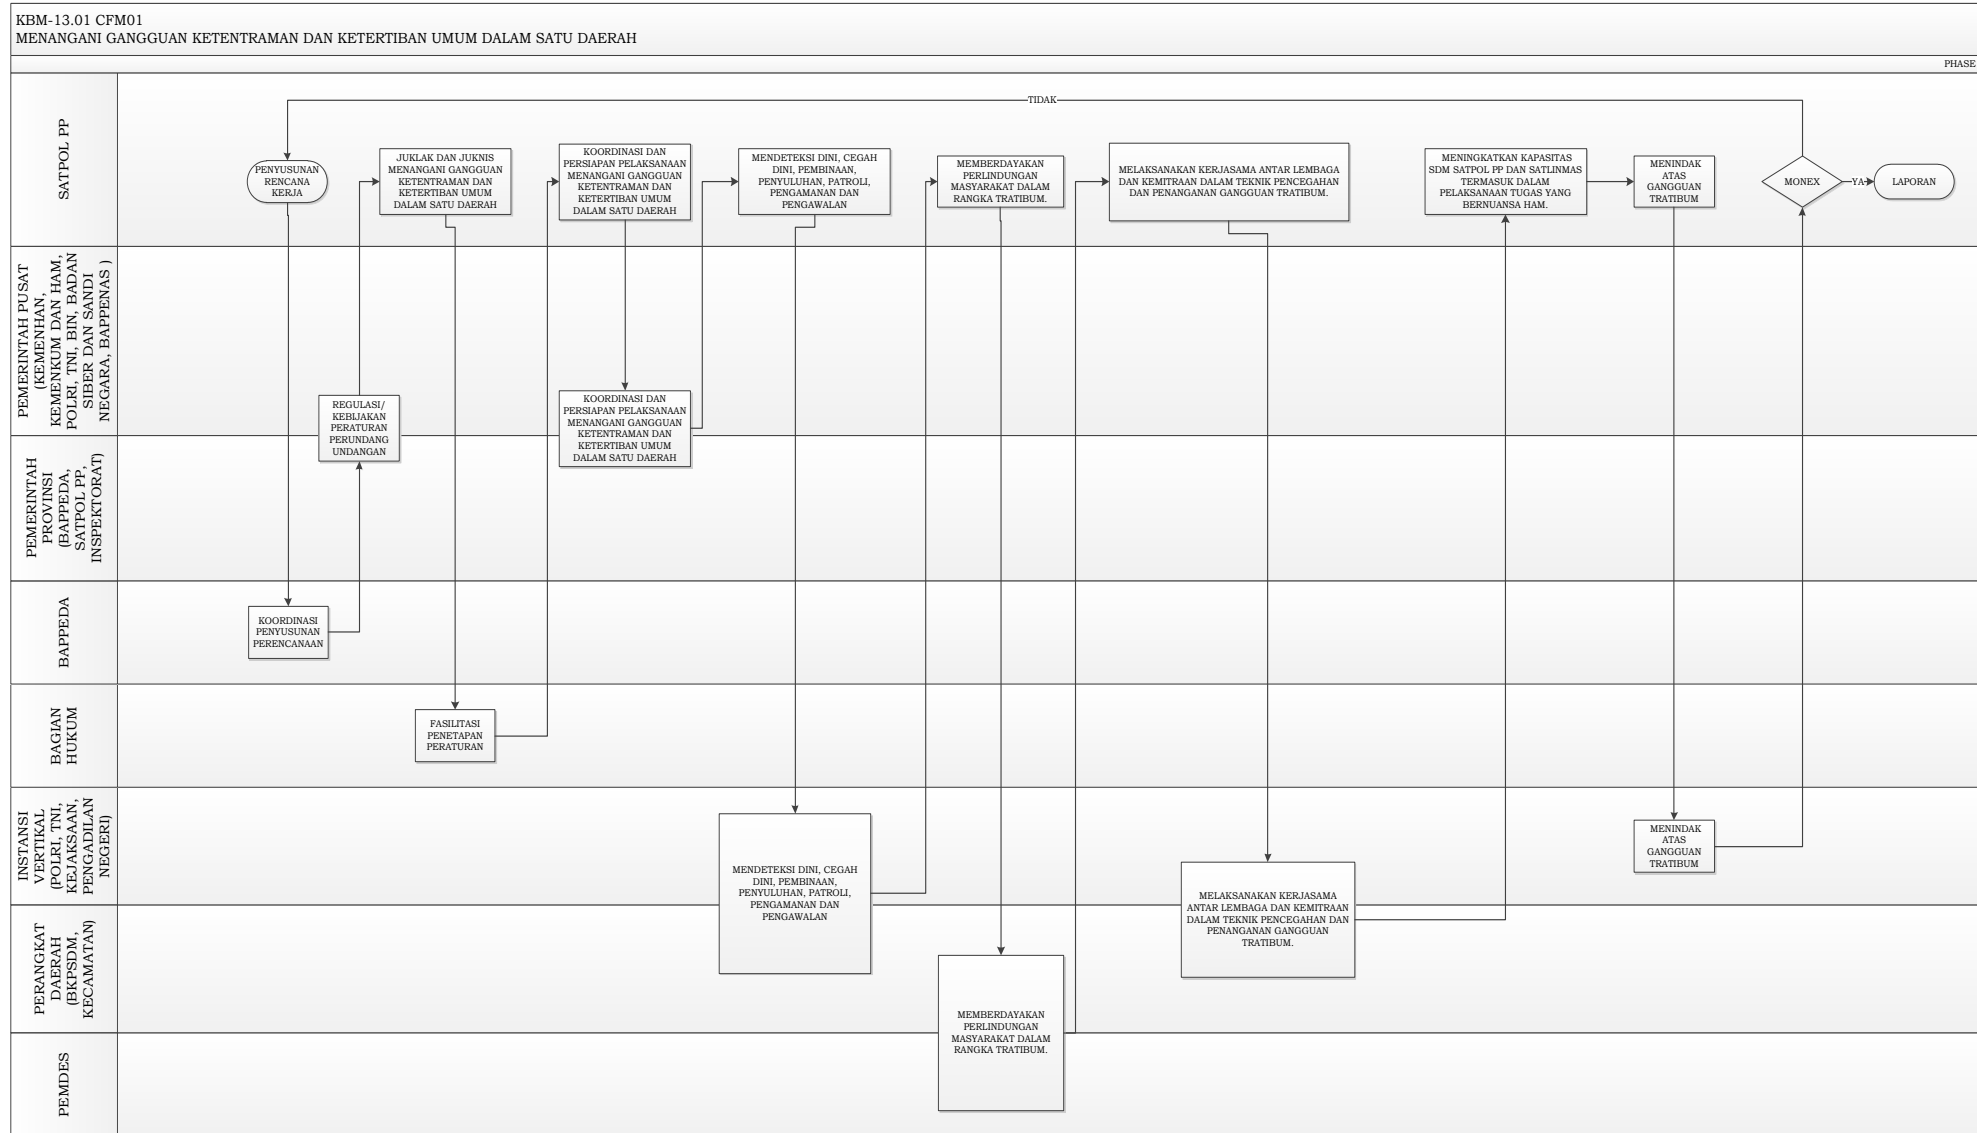 KBM-13.01 CFM01
MENANGANI GANGGUAN KETENTRAMAN DAN KETERTIBAN UMUM DALAM SATU DAERAH
PHASE
SATPOL PP
TIDAK
PENYUSUNAN
RENCANA
KERJA
JUKLAK DAN JUKNIS
MENANGANI GANGGUAN
KETENTRAMAN DAN
KETERTIBAN UMUM
DALAM SATU DAERAH
KOORDINASI DAN
PERSIAPAN PELAKSANAAN
MENANGANI GANGGUAN
KETENTRAMAN DAN
KETERTIBAN UMUM
DALAM SATU DAERAH
MENDETEKSI DINI, CEGAH
DINI, PEMBINAAN,
PENYULUHAN, PATROLI,
PENGAMANAN DAN
PENGAWALAN
MEMBERDAYAKAN
PERLINDUNGAN
MASYARAKAT DALAM
RANGKA TRATIBUM.
MELAKSANAKAN KERJASAMA ANTAR LEMBAGA
DAN KEMITRAAN DALAM TEKNIK PENCEGAHAN
DAN PENANGANAN GANGGUAN TRATIBUM.
MENINGKATKAN KAPASITAS
SDM SATPOL PP DAN SATLINMAS
TERMASUK DALAM
PELAKSANAAN TUGAS YANG
BERNUANSA HAM.
MENINDAK
ATAS
GANGGUAN
TRATIBUM
MONEX
YA
LAPORAN
PEMERINTAH PUSAT
(KEMENHAN,
KEMENKUM DAN HAM,
POLRI, TNI, BIN, BADAN
SIBER DAN SANDI
NEGARA, BAPPENAS )
REGULASI/
KEBIJAKAN
PERATURAN
PERUNDANG
UNDANGAN
KOORDINASI DAN
PERSIAPAN PELAKSANAAN
MENANGANI GANGGUAN
KETENTRAMAN DAN
KETERTIBAN UMUM
DALAM SATU DAERAH
PEMERINTAH
PROVINSI
(BAPPEDA,
SATPOL PP,
INSPEKTORAT)
BAPPEDA
KOORDINASI
PENYUSUNAN
PERENCANAAN
BAGIAN
HUKUM
FASILITASI
PENETAPAN
PERATURAN
INSTANSI
VERTIKAL
(POLRI, TNI,
KEJAKSAAN,
PENGADILAN
NEGERI)
MENDETEKSI DINI, CEGAH
DINI, PEMBINAAN,
PENYULUHAN, PATROLI,
PENGAMANAN DAN
PENGAWALAN
MELAKSANAKAN KERJASAMA
ANTAR LEMBAGA DAN KEMITRAAN
DALAM TEKNIK PENCEGAHAN DAN
PENANGANAN GANGGUAN
TRATIBUM.
MENINDAK
ATAS
GANGGUAN
TRATIBUM
PERANGKAT
DAERAH
(BKPSDM,
KECAMATAN)
MEMBERDAYAKAN
PERLINDUNGAN
MASYARAKAT DALAM
RANGKA TRATIBUM.
PEMDES